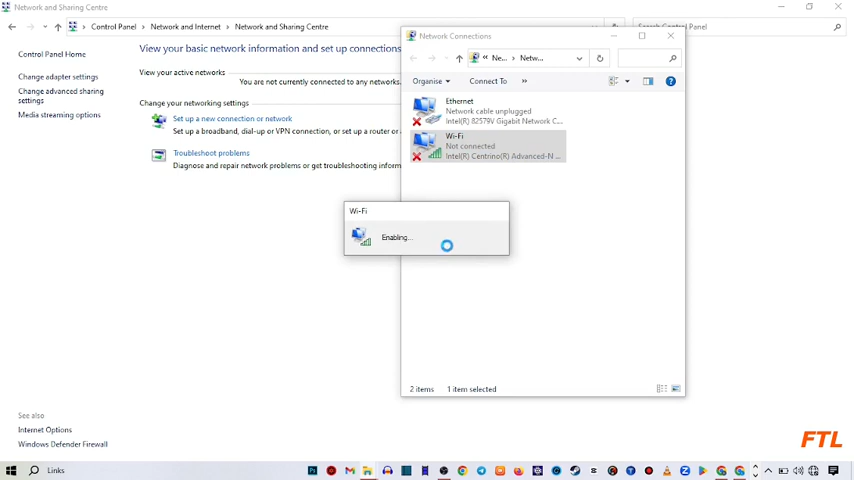 Network and Sharing Centre
Control Panel > Network and Internet > Network and Sharing Centre
Search Control Panel
Control Panel Home
Change adapter settings
Change advanced sharing
settings
Media streaming options
View your basic network information and set up connections
View your active networks
You are not currently connected to any networks.
Change your networking settings
Set up a new connection or network
Set up a broadband, dial-up or VPN connection, or set up a router or
Troubleshoot problems
Diagnose and repair network problems or get troubleshooting inform
See also
Internet Options
Windows Defender Firewall
Network Connections
« Ne... > Netw...
Organise
Connect To
»
Ethernet
Network cable unplugged
Intel(R) 82579V Gigabit Network C...
Wi-Fi
Not connected
Intel(R) Centrino(R) Advanced-N ...
Wi-Fi
Enabling...
2 items
1 item selected
FTL
Links